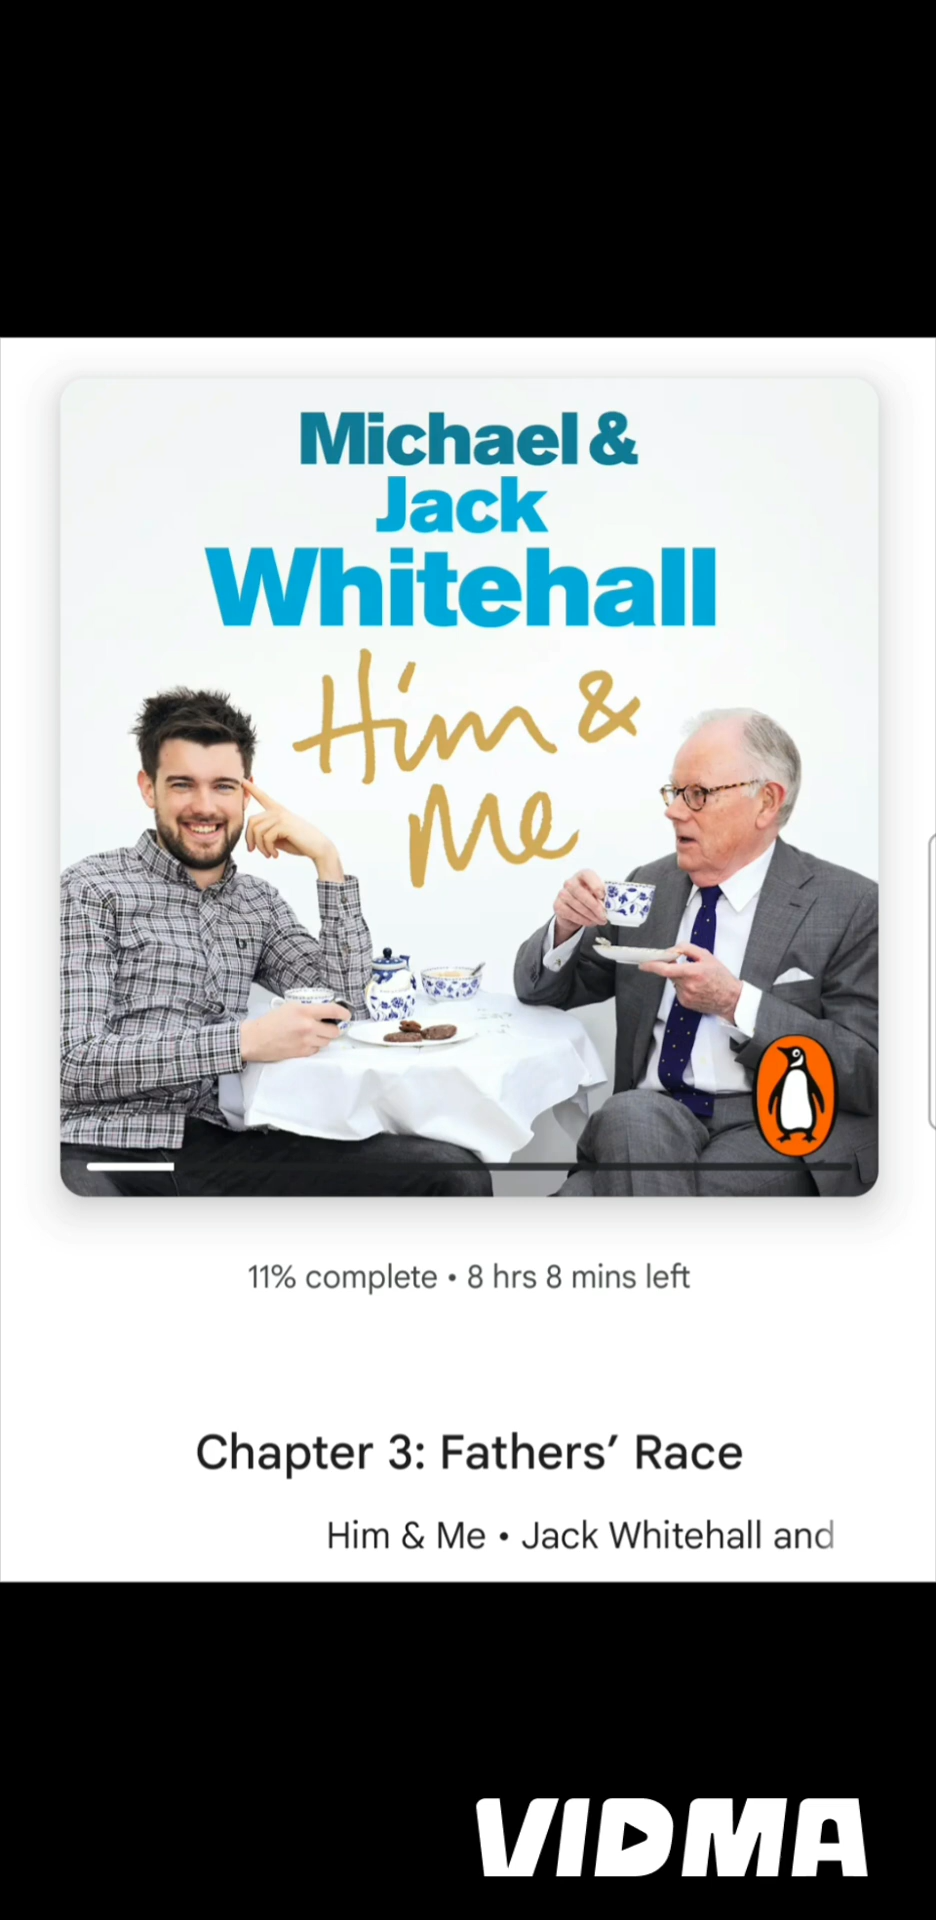 Michael &
Jack
Whitehall
Him &
Me
11% complete • 8 hrs 8 mins left
Chapter 3: Fathers’ Race
Him & Me • Jack Whitehall and
VIDMA